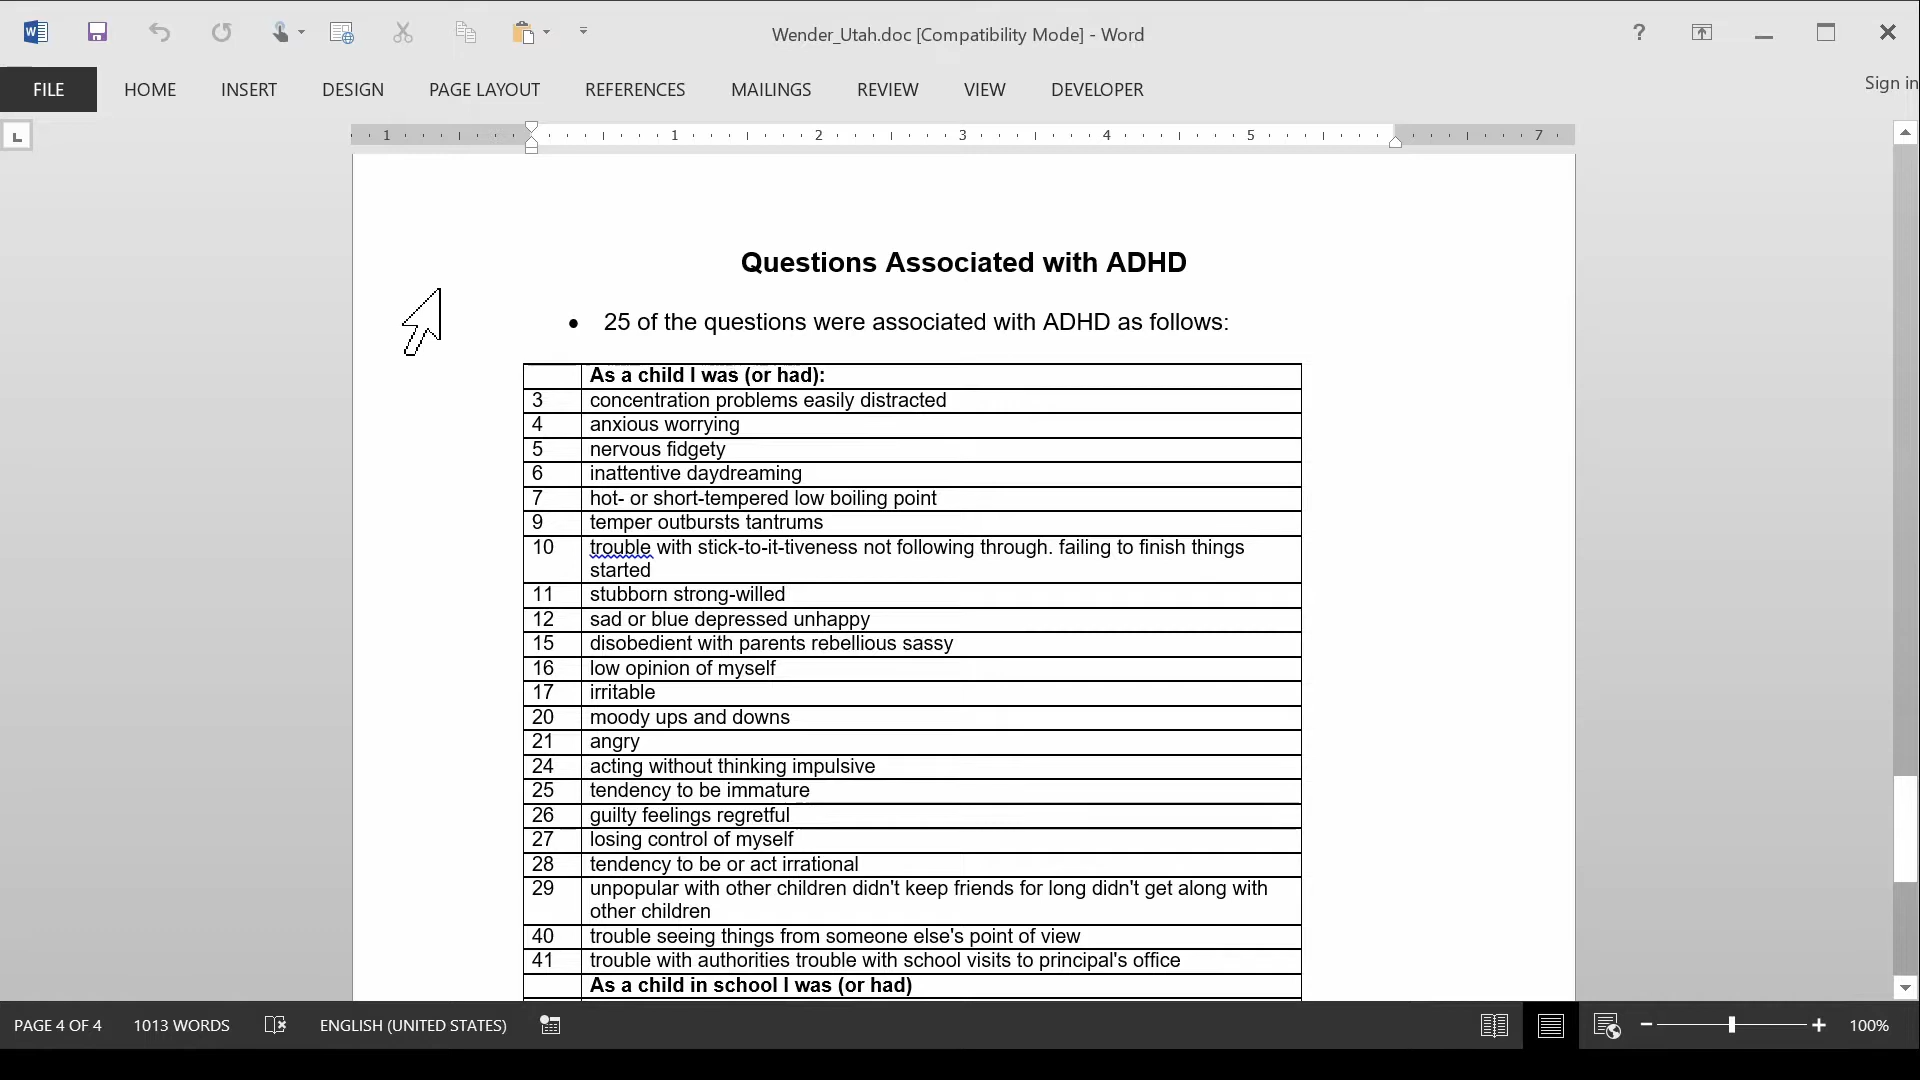 Wender_Utah.doc [Compatibility Mode] - Word
?
FILE HOME INSERT DESIGN PAGE LAYOUT REFERENCES MAILINGS REVIEW VIEW DEVELOPER Sign in
1 1 2 3 4 5 7
Questions Associated with ADHD
• 25 of the questions were associated with ADHD as follows:
As a child I was (or had):
3 concentration problems easily distracted
4 anxious worrying
5 nervous fidgety
6 inattentive daydreaming
7 hot- or short-tempered low boiling point
9 temper outbursts tantrums
10 trouble with stick-to-it-tiveness not following through. failing to finish things
started
11 stubborn strong-willed
12 sad or blue depressed unhappy
15 disobedient with parents rebellious sassy
16 low opinion of myself
17 irritable
20 moody ups and downs
21 angry
24 acting without thinking impulsive
25 tendency to be immature
26 guilty feelings regretful
27 losing control of myself
28 tendency to be or act irrational
29 unpopular with other children didn't keep friends for long didn't get along with
other children
40 trouble seeing things from someone else's point of view
41 trouble with authorities trouble with school visits to principal's office
As a child in school I was (or had)
PAGE 4 OF 4 1013 WORDS ENGLISH (UNITED STATES) 100%